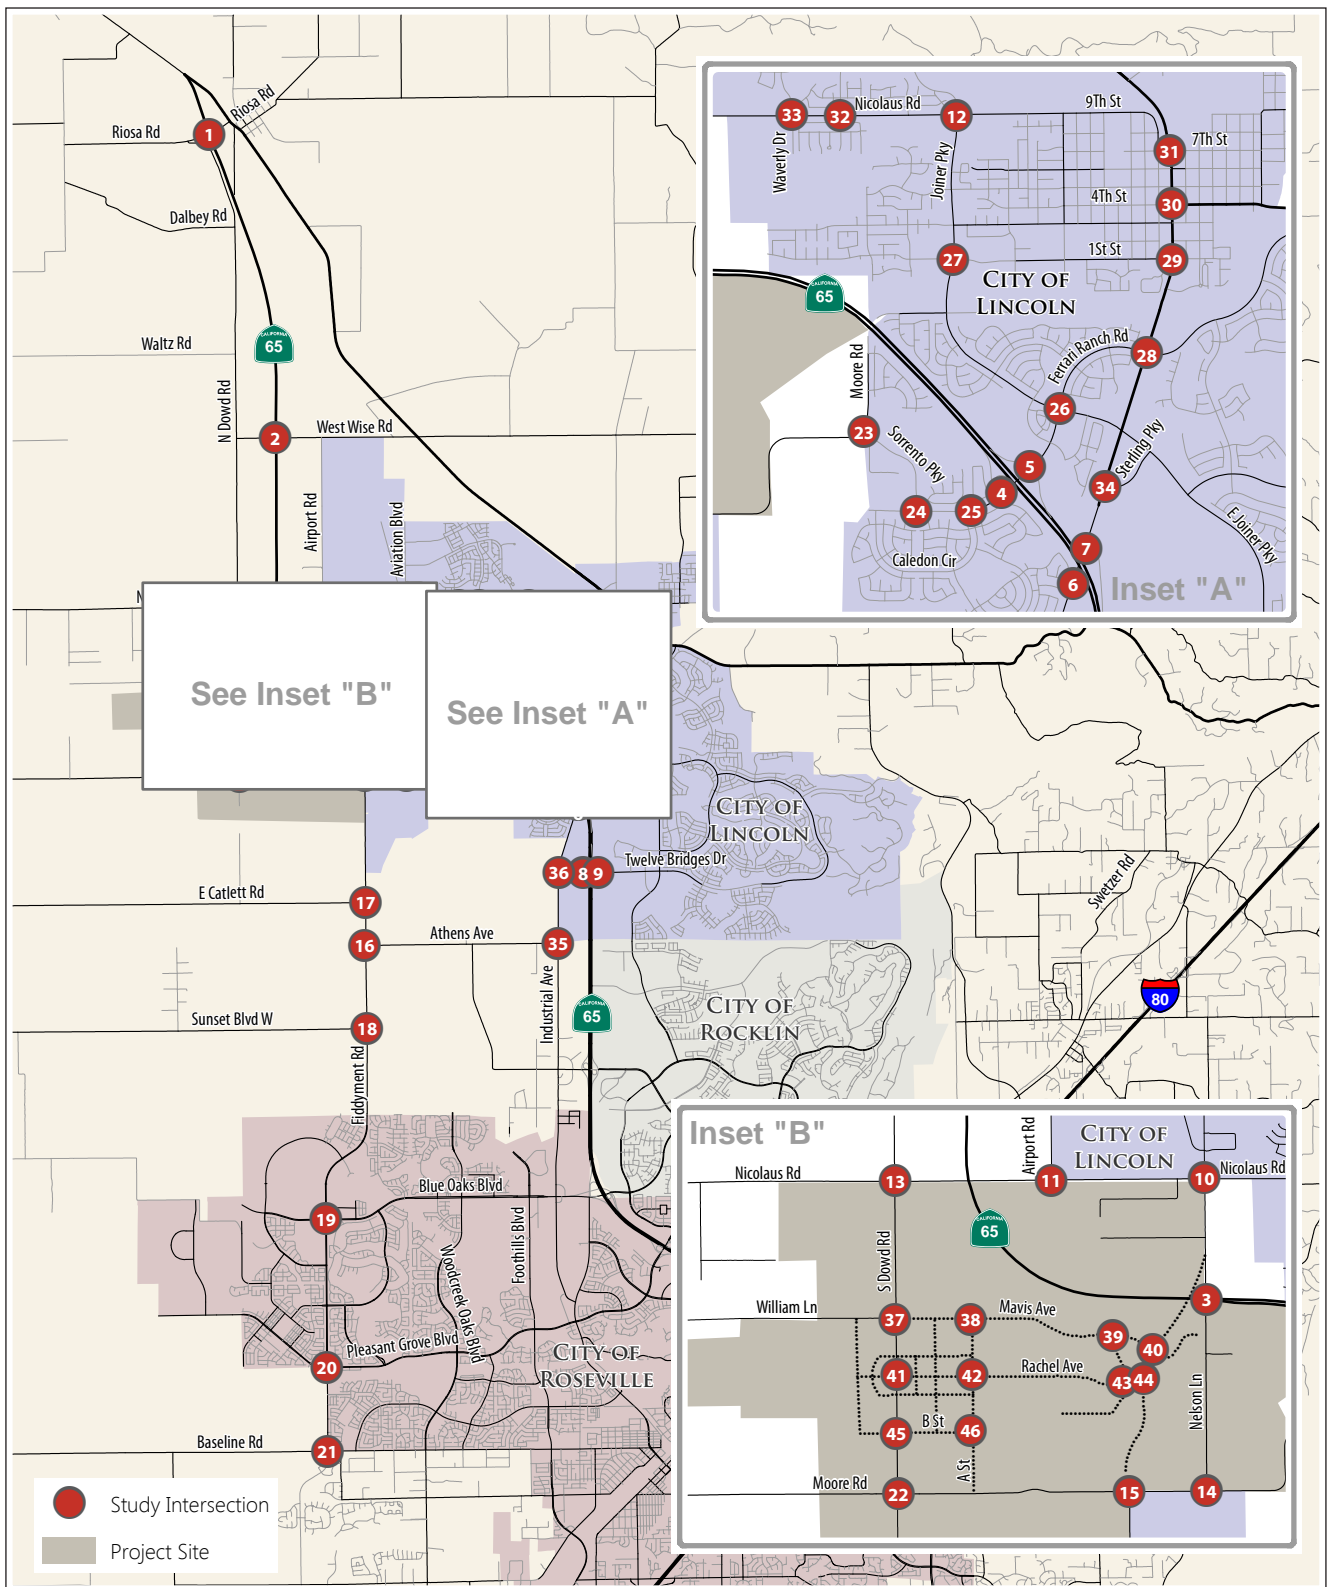 Riosa Rd
Riosa Rd
1
Dalbey Rd
CALIFORNIA
65
Waltz Rd
N Dowd Rd
2
West Wise Rd
Airport Rd
Aviation Blvd
N
See Inset "B"
See Inset "A"
33
32
Nicolaus Rd
12
9Th St
Waverly Dr
Joiner Pky
31
7Th St
4Th St
30
27
1St St
29
CITY OF
LINCOLN
CALIFORNIA
65
Moore Rd
Ferrari Ranch Rd
28
26
23
Sorrento Pky
5
Sterling Pky
4
34
24
25
E Joiner Pky
7
Caledon Cir
6
Inset "A"
CITY OF
LINCOLN
36
8
9
Twelve Bridges Dr
E Catlett Rd
17
Swetzer Rd
16
Athens Ave
35
Industrial Ave
CALIFORNIA
65
CITY OF
ROCKLIN
80
Sunset Blvd W
18
Fiddyment Rd
Blue Oaks Blvd
19
Woodcreek Oaks Blvd
Foothills Blvd
Pleasant Grove Blvd
20
CITY OF
ROSEVILLE
Baseline Rd
21
Inset "B"
Airport Rd
CITY OF
LINCOLN
Nicolaus Rd
13
11
10
Nicolaus Rd
CALIFORNIA
65
S Dowd Rd
3
William Ln
37
38
Mavis Ave
39
40
41
42
Rachel Ave
43
44
Nelson Ln
45
B St
46
A St
Moore Rd
22
15
14
Study Intersection
Project Site